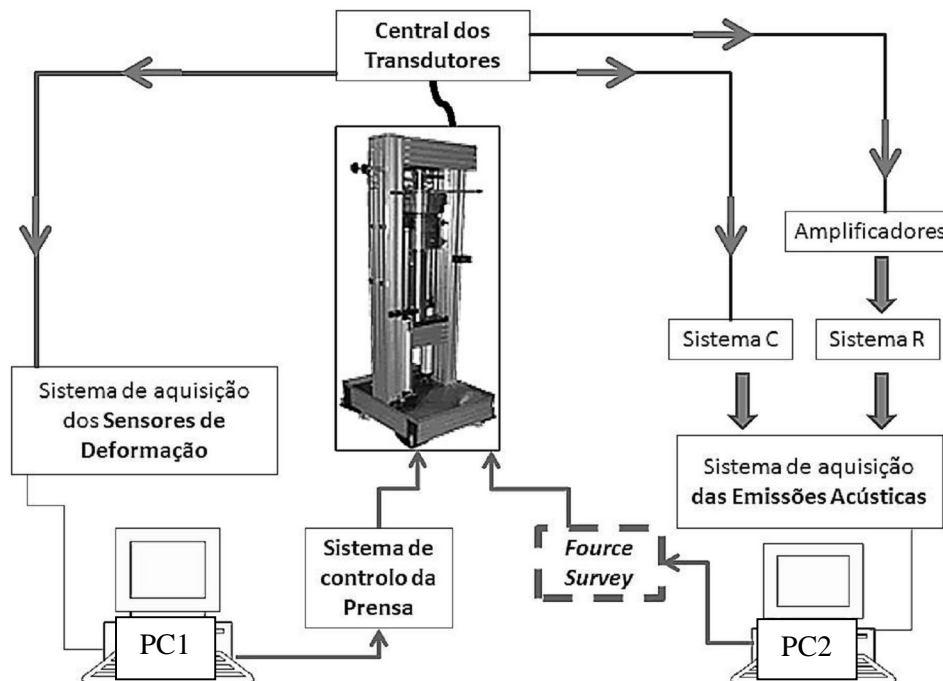 Central dos
Transdutores
Amplificadores
Sistema C
Sistema R
Sistema de aquisição
dos Sensores de
Deformação
Sistema de aquisição
das Emissões Acústicas
Sistema de
controlo da
Prensa
Fource
Survey
PC1
PC2